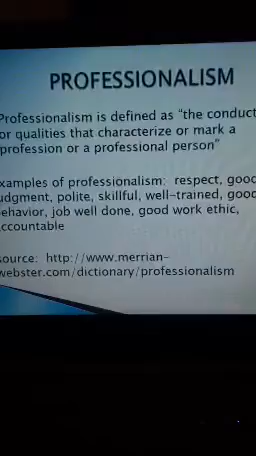 PROFESSIONALISM
Professionalism is defined as "the conduct
or qualities that characterize or mark a
profession or a professional person"
xamples of professionalism: respect, good
udgment, polite, skillful, well-trained, good
ehavior, job well done, good work ethic,
ccountable
source: http://www.merrian-
webster.com/dictionary/professionalism